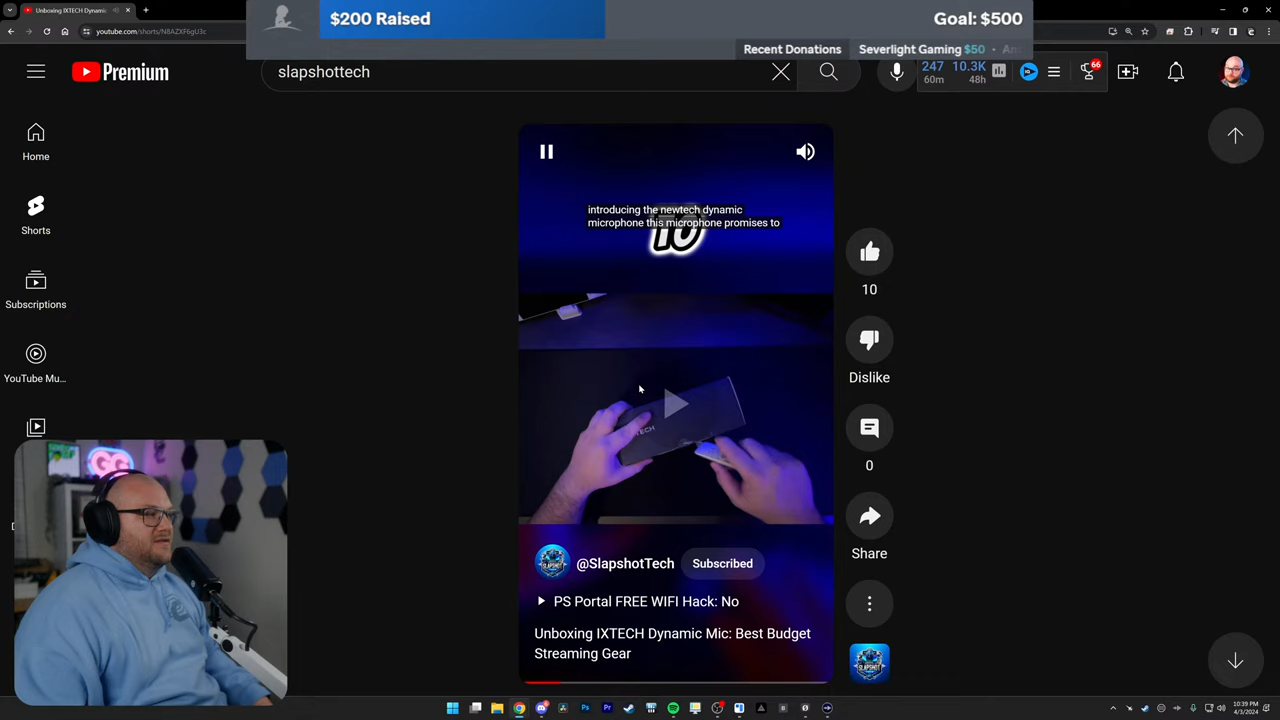 Unboxing IXTECH Dynamic
youtube.com/shorts/N8AZXF6gU3c
$200 Raised
Goal: $500
Recent Donations
Severlight Gaming $50
Premium
slapshottech
247
60m
10.3K
48h
66
Home
Shorts
Subscriptions
YouTube Mu...
introducing the newtech dynamic
microphone this microphone promises to
TO
TECH
10
Dislike
0
Share
@SlapshotTech
Subscribed
PS Portal FREE WIFI Hack: No
Unboxing IXTECH Dynamic Mic: Best Budget
Streaming Gear
GG
10:39 PM
4/3/2024